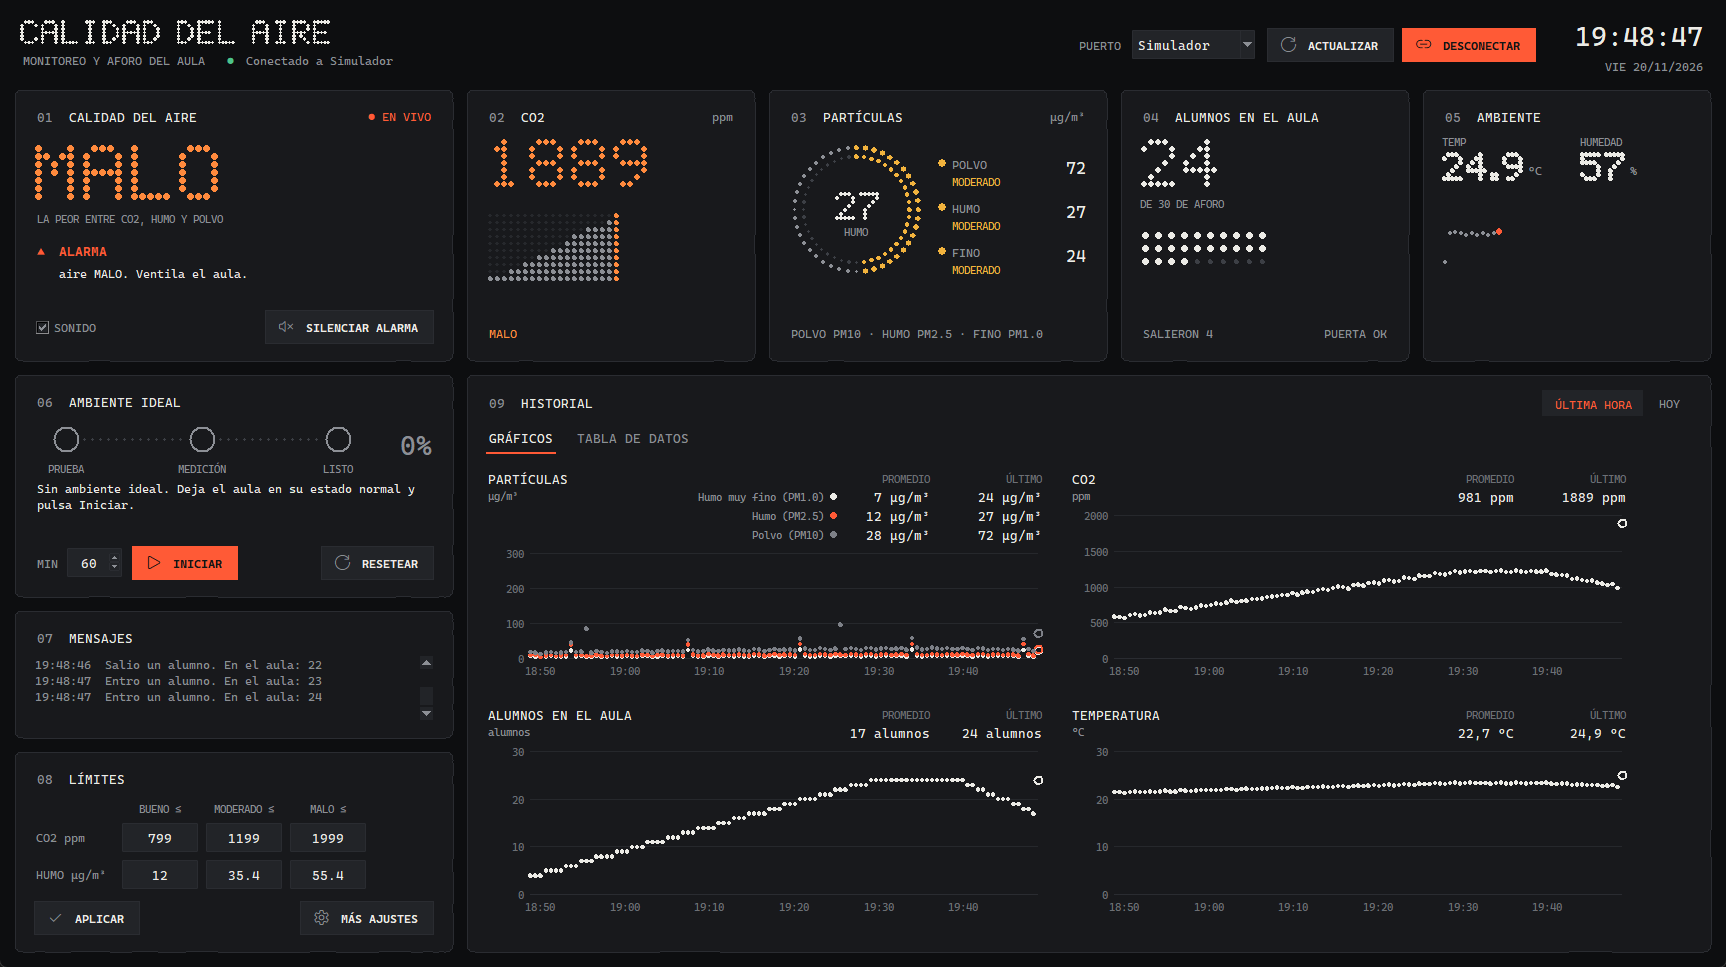 CALIDAD DEL AIRE
MONITOREO Y AFORO DEL AULA
Conectado a Simulador
PUERTO
Simulador
ACTUALIZAR
DESCONECTAR
19:48:47
VIE 20/11/2026
01 CALIDAD DEL AIRE
EN VIVO
MALO
LA PEOR ENTRE CO2, HUMO Y POLVO
ALARMA
aire MALO. Ventila el aula.
SONIDO
SILENCIAR ALARMA
02 CO2 ppm
1889
MALO
03 PARTÍCULAS µg/m³
27
HUMO
POLVO 72
MODERADO
HUMO 27
MODERADO
FINO 24
MODERADO
POLVO PM10 · HUMO PM2.5 · FINO PM1.0
04 ALUMNOS EN EL AULA
24
DE 30 DE AFORO
SALIERON 4 PUERTA OK
05 AMBIENTE
TEMP HUMEDAD
24.9 ºC 57 %
06 AMBIENTE IDEAL
0%
PRUEBA MEDICIÓN LISTO
Sin ambiente ideal. Deja el aula en su estado normal y
pulsa Iniciar.
MIN 60 INICIAR RESETEAR
07 MENSAJES
19:48:46 Salio un alumno. En el aula: 22
19:48:47 Entro un alumno. En el aula: 23
19:48:47 Entro un alumno. En el aula: 24
08 LÍMITES
BUENO ≤ MODERADO ≤ MALO ≤
CO2 ppm 799 1199 1999
HUMO µg/m³ 12 35.4 55.4
APLICAR MÁS AJUSTES
09 HISTORIAL
ÚLTIMA HORA HOY
GRÁFICOS TABLA DE DATOS
PARTÍCULAS PROMEDIO ÚLTIMO
µg/m³ Humo muy fino (PM1.0) 7 µg/m³ 24 µg/m³
Humo (PM2.5) 12 µg/m³ 27 µg/m³
Polvo (PM10) 28 µg/m³ 72 µg/m³
300
200
100
0
18:50 19:00 19:10 19:20 19:30 19:40
CO2 PROMEDIO ÚLTIMO
ppm 981 ppm 1889 ppm
2000
1500
1000
500
0
18:50 19:00 19:10 19:20 19:30 19:40
ALUMNOS EN EL AULA PROMEDIO ÚLTIMO
alumnos 17 alumnos 24 alumnos
30
20
10
0
18:50 19:00 19:10 19:20 19:30 19:40
TEMPERATURA PROMEDIO ÚLTIMO
ºC 22,7 ºC 24,9 ºC
30
20
10
0
18:50 19:00 19:10 19:20 19:30 19:40